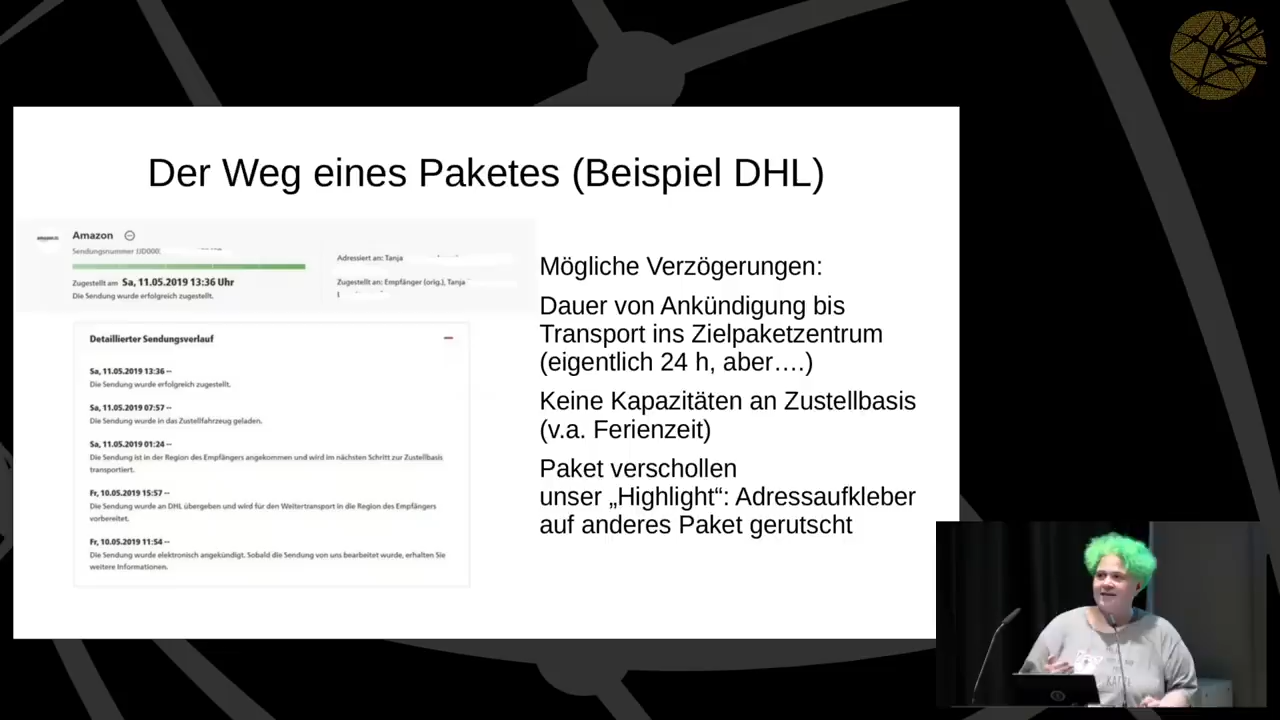 Der Weg eines Paketes (Beispiel DHL)
Amazon
Sendungsnummer JJD000
Zugestellt am Sa, 11.05.2019 13:36 Uhr
Die Sendung wurde erfolgreich zugestellt.
Adressiert an: Tanja
Zugestellt an: Empfänger (orig.), Tanja
Detaillierter Sendungsverlauf
Sa, 11.05.2019 13:36 --
Die Sendung wurde erfolgreich zugestellt.
Sa, 11.05.2019 07:57 --
Die Sendung wurde in das Zustellfahrzeug geladen.
Sa, 11.05.2019 01:24 --
Die Sendung ist in der Region des Empfängers angekommen und wird im nächsten Schritt zur Zustellbasis
transportiert.
Fr, 10.05.2019 15:57 --
Die Sendung wurde an DHL übergeben und wird für den Weitertransport in die Region des Empfängers
vorbereitet.
Fr, 10.05.2019 11:54 --
Die Sendung wurde elektronisch angekündigt. Sobald die Sendung von uns bearbeitet wurde, erhalten Sie
weitere Informationen.
Mögliche Verzögerungen:
Dauer von Ankündigung bis
Transport ins Zielpaketzentrum
(eigentlich 24 h, aber….)
Keine Kapazitäten an Zustellbasis
(v.a. Ferienzeit)
Paket verschollen
unser „Highlight“: Adressaufkleber
auf anderes Paket gerutscht